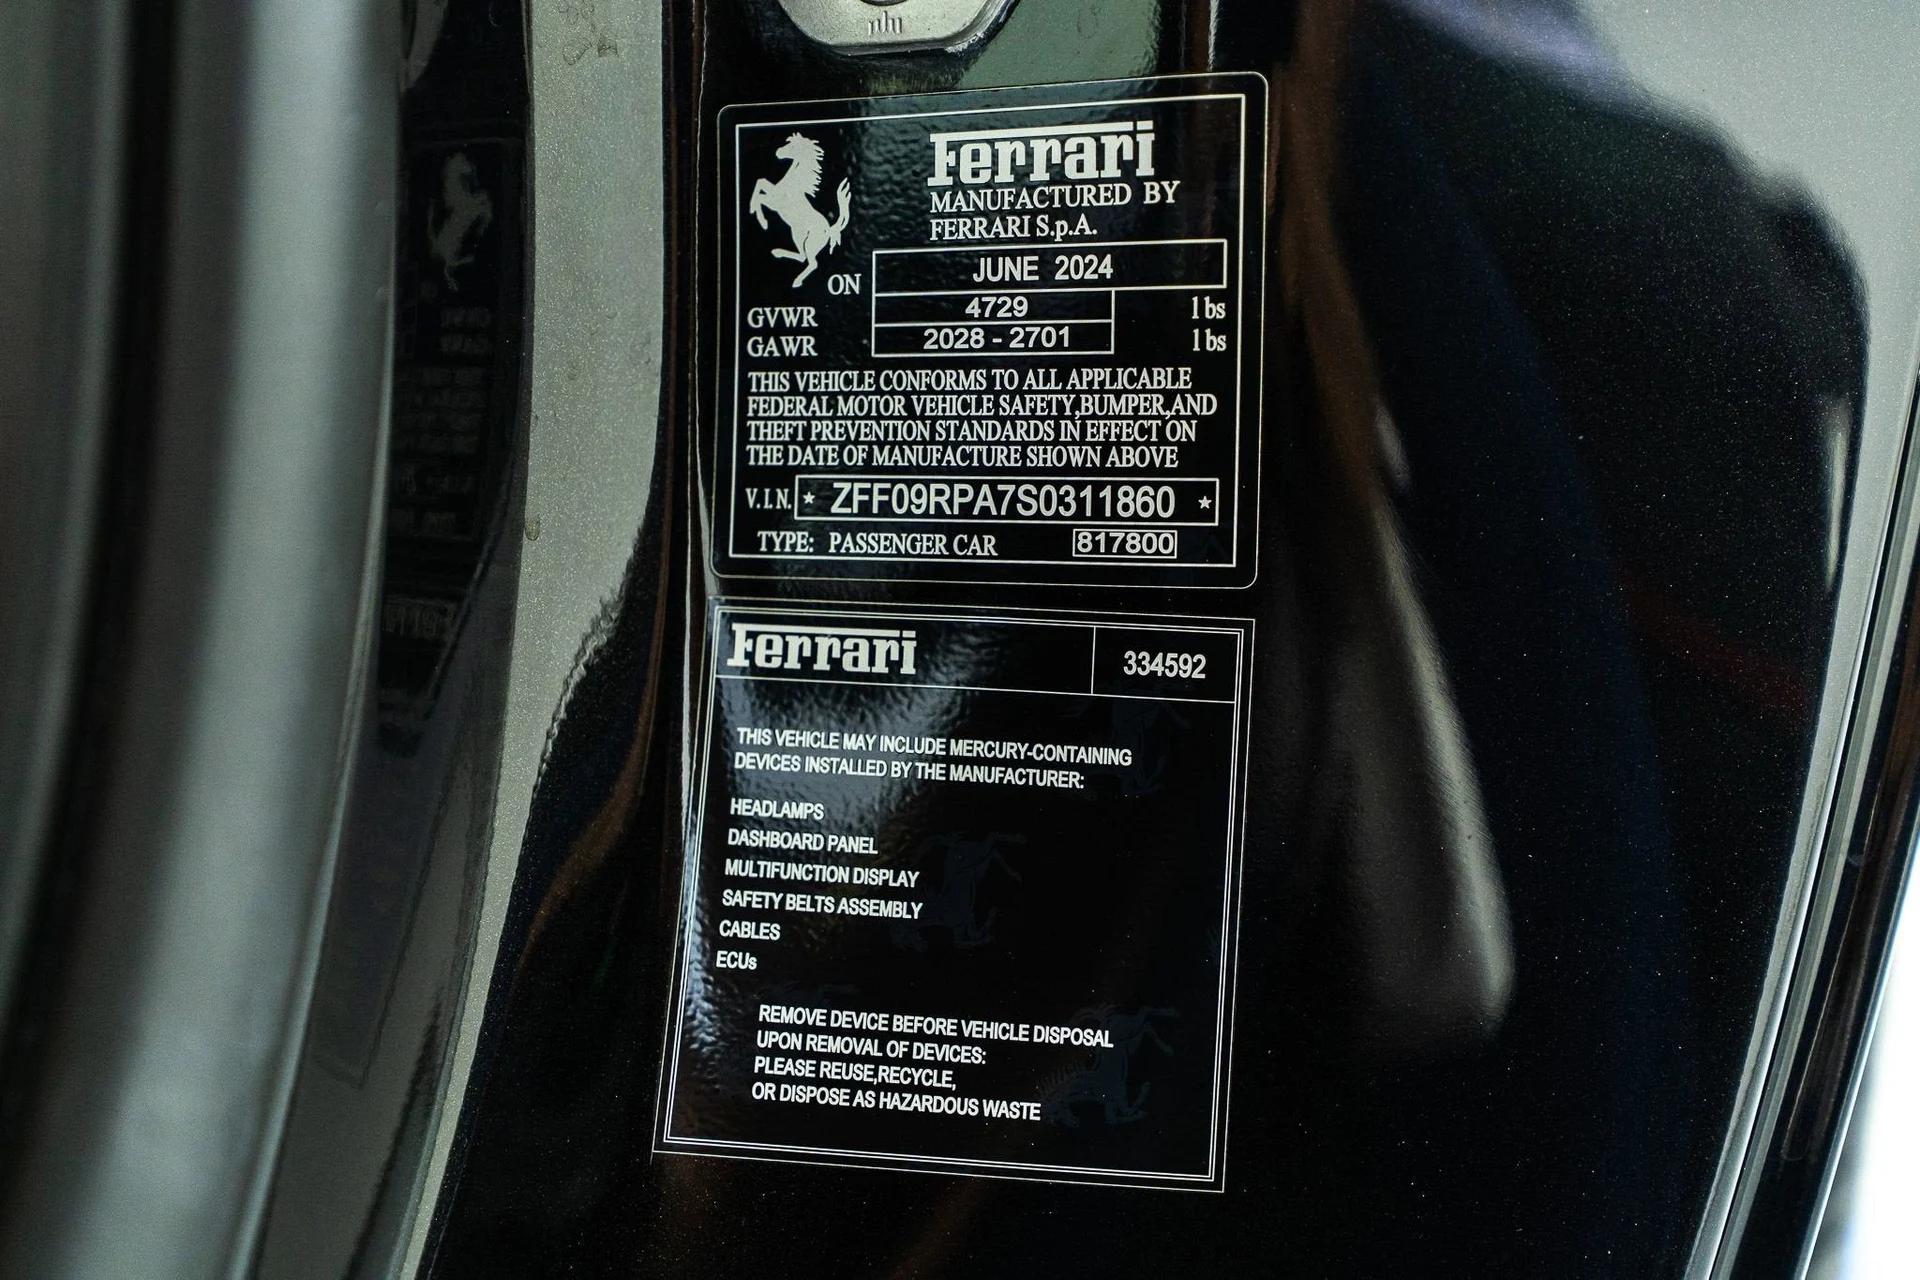 Ferrari
MANUFACTURED BY
FERRARI S.p.A.
ON JUNE 2024
GVWR 4729 lbs
GAWR 2028 - 2701 lbs
THIS VEHICLE CONFORMS TO ALL APPLICABLE
FEDERAL MOTOR VEHICLE SAFETY,BUMPER,AND
THEFT PREVENTION STANDARDS IN EFFECT ON
THE DATE OF MANUFACTURE SHOWN ABOVE
V.I.N. * ZFF09RPA7S0311860 *
TYPE: PASSENGER CAR 817800
Ferrari 334592
THIS VEHICLE MAY INCLUDE MERCURY-CONTAINING
DEVICES INSTALLED BY THE MANUFACTURER:
HEADLAMPS
DASHBOARD PANEL
MULTIFUNCTION DISPLAY
SAFETY BELTS ASSEMBLY
CABLES
ECUs
REMOVE DEVICE BEFORE VEHICLE DISPOSAL
UPON REMOVAL OF DEVICES:
PLEASE REUSE,RECYCLE,
OR DISPOSE AS HAZARDOUS WASTE